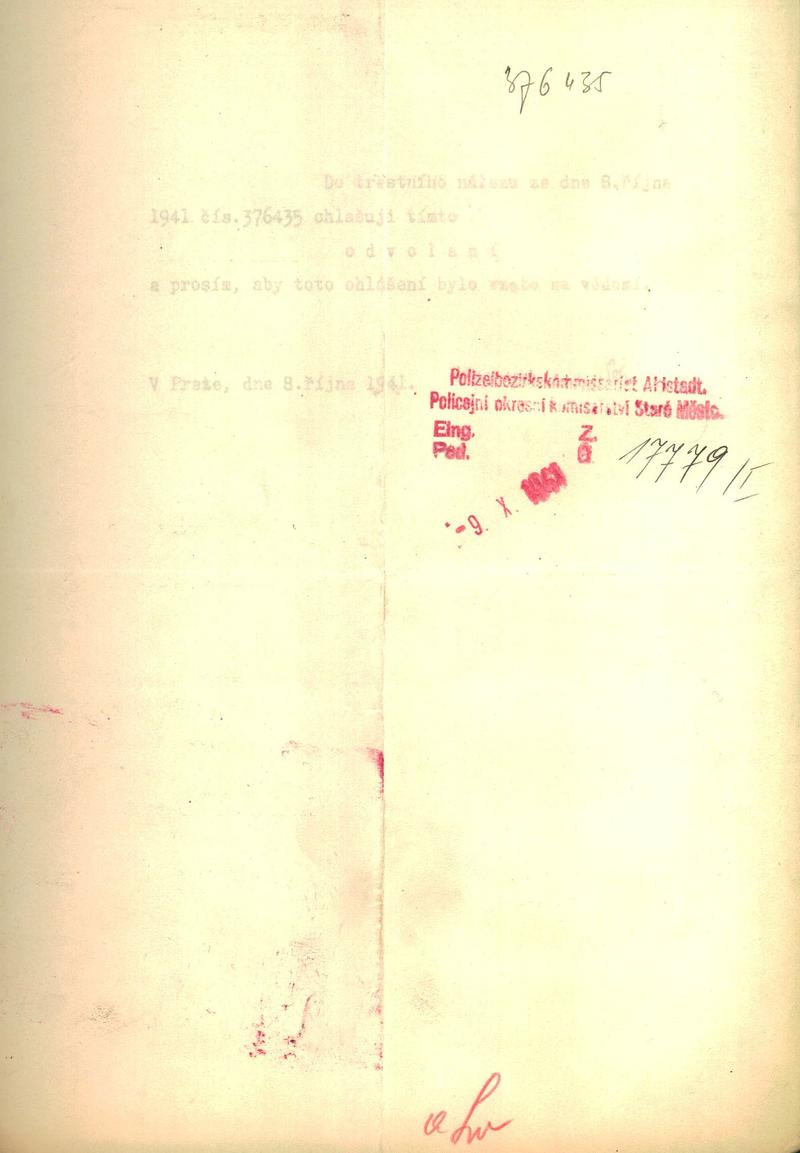 376435
Do trestního nálezu ze dne 8.října
1941 čís.376435 ohlašuji tímto
odvolání
a prosím, aby toto ohlášení bylo vzato na vědomí.
V Praze, dne 8.října 1941.
Polizeibezirkskommissariat Altstadt.
Policejní okresní komisařství Staré Město.
Eing. Z.
Pod. Č. 17779/I
-9. X. 1941